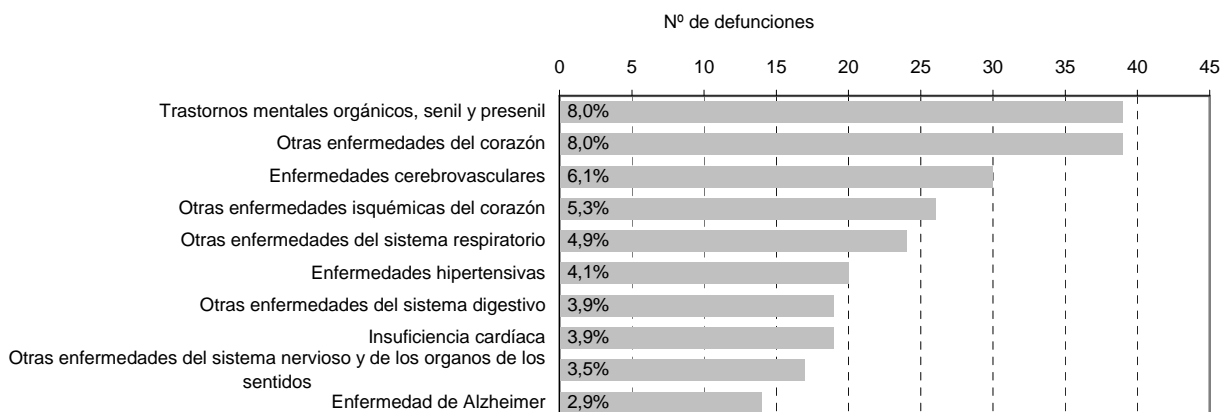 Nº de defunciones
0 5 10 15 20 25 30 35 40 45
Trastornos mentales orgánicos, senil y presenil 8,0%
Otras enfermedades del corazón 8,0%
Enfermedades cerebrovasculares 6,1%
Otras enfermedades isquémicas del corazón 5,3%
Otras enfermedades del sistema respiratorio 4,9%
Enfermedades hipertensivas 4,1%
Otras enfermedades del sistema digestivo 3,9%
Insuficiencia cardíaca 3,9%
Otras enfermedades del sistema nervioso y de los organos de los
sentidos 3,5%
Enfermedad de Alzheimer 2,9%